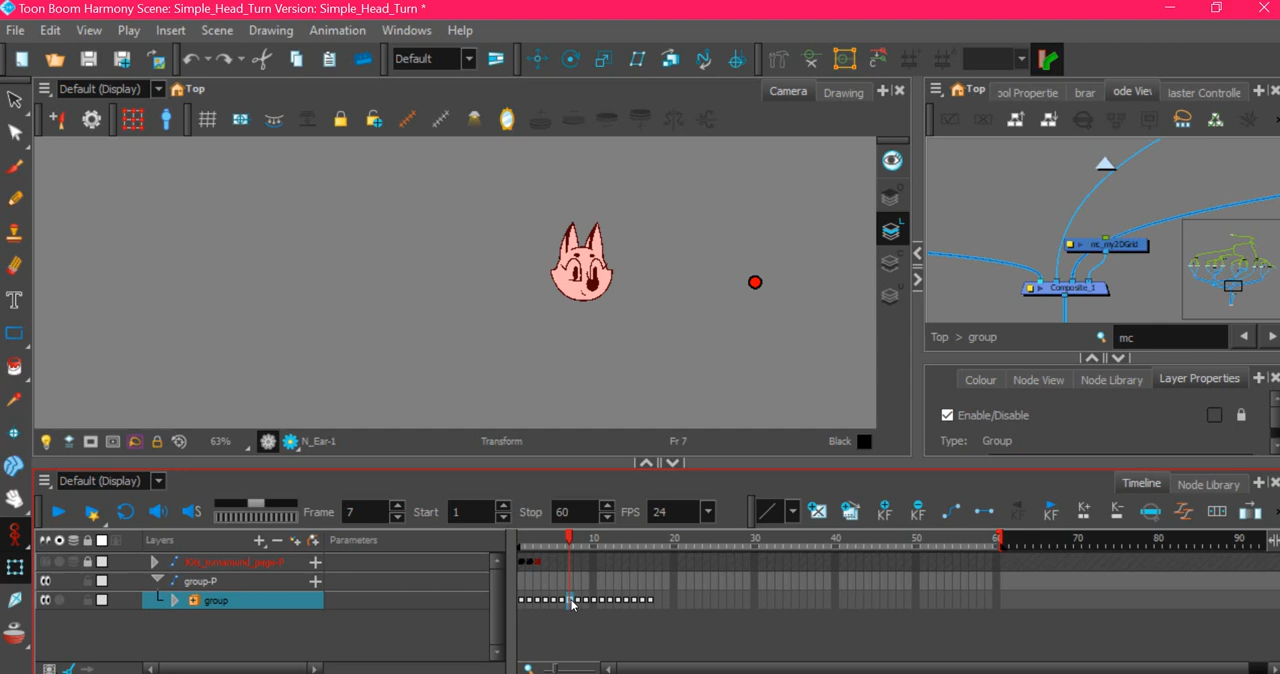 Toon Boom Harmony Scene: Simple_Head_Turn Version: Simple_Head_Turn *
File Edit View Play Insert Scene Drawing Animation Windows Help
Default
Default (Display) Top Camera Drawing
Top ool Propertie brar ode Viev laster Controlle
mc_my2DGrid
Composite_1
Top > group mc
Colour Node View Node Library Layer Properties
Enable/Disable
Type: Group
63% N_Ear-1 Transform Fr 7 Black
Default (Display) Timeline Node Library
S Frame 7 Start 1 Stop 60 FPS 24 KF KF KF KF K+ K-
Layers Parameters 10 20 30 40 50 60 70 80 90
group-P
group